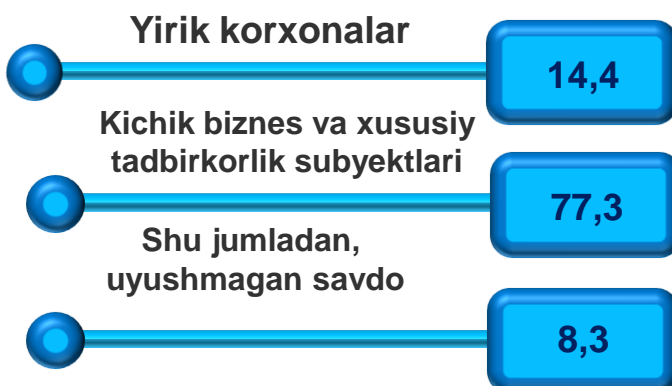 Yirik korxonalar
14,4
Kichik biznes va xususiy
tadbirkorlik subyektlari
77,3
Shu jumladan,
uyushmagan savdo
8,3